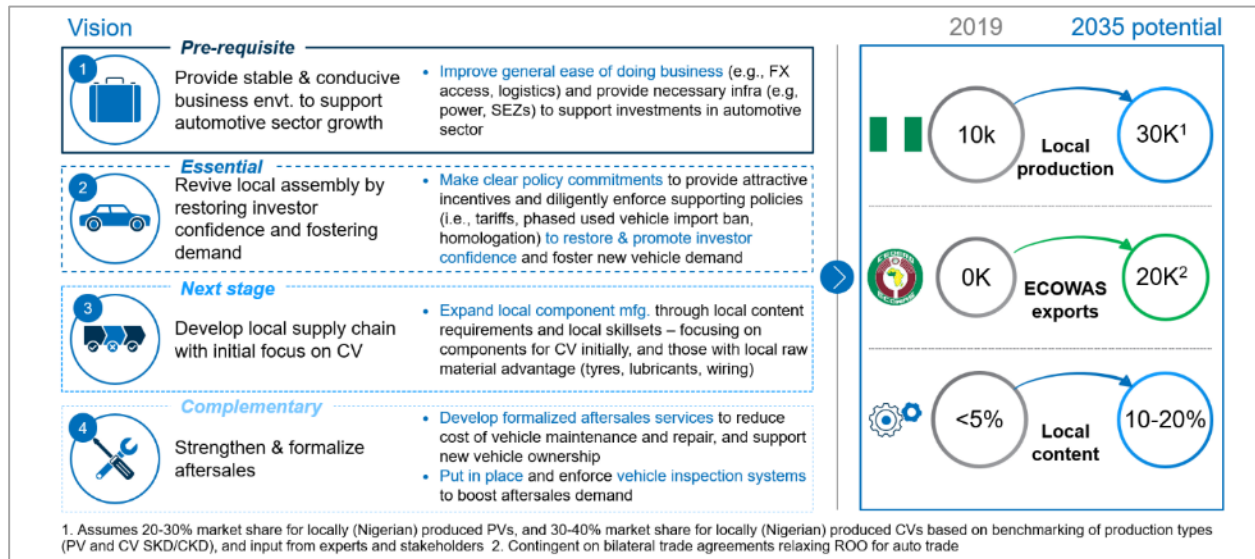 Vision
2019
2035 potential
Pre-requisite
1
Provide stable & conducive
business envt. to support
automotive sector growth
• Improve general ease of doing business (e.g., FX
access, logistics) and provide necessary infra (e.g,
power, SEZs) to support investments in automotive
sector
Essential
2
Revive local assembly by
restoring investor
confidence and fostering
demand
• Make clear policy commitments to provide attractive
incentives and diligently enforce supporting policies
(i.e., tariffs, phased used vehicle import ban,
homologation) to restore & promote investor
confidence and foster new vehicle demand
Next stage
3
Develop local supply chain
with initial focus on CV
• Expand local component mfg. through local content
requirements and local skillsets – focusing on
components for CV initially, and those with local raw
material advantage (tyres, lubricants, wiring)
Complementary
4
Strengthen & formalize
aftersales
• Develop formalized aftersales services to reduce
cost of vehicle maintenance and repair, and support
new vehicle ownership
• Put in place and enforce vehicle inspection systems
to boost aftersales demand
10k
Local
production
30K¹
0K
ECOWAS
exports
20K²
<5%
Local
content
10-20%
1. Assumes 20-30% market share for locally (Nigerian) produced PVs, and 30-40% market share for locally (Nigerian) produced CVs based on benchmarking of production types
(PV and CV SKD/CKD), and input from experts and stakeholders 2. Contingent on bilateral trade agreements relaxing ROO for auto trade